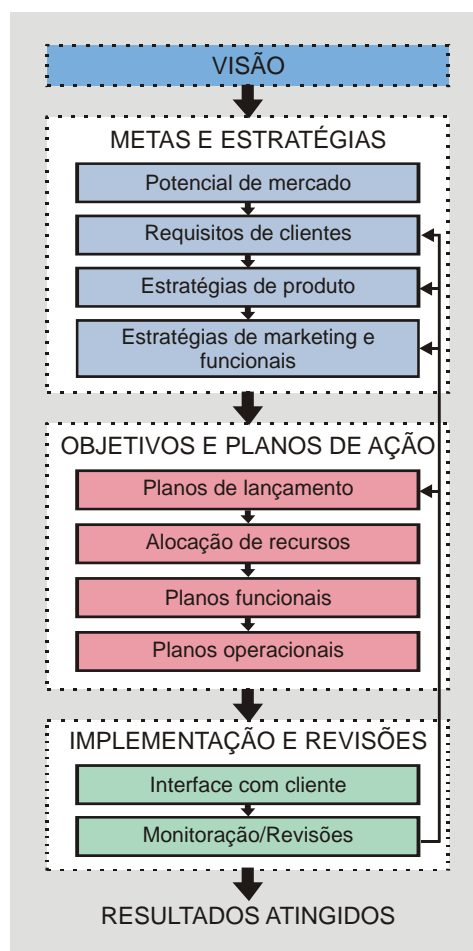 VISÃO
METAS E ESTRATÉGIAS
Potencial de mercado
Requisitos de clientes
Estratégias de produto
Estratégias de marketing e
funcionais
OBJETIVOS E PLANOS DE AÇÃO
Planos de lançamento
Alocação de recursos
Planos funcionais
Planos operacionais
IMPLEMENTAÇÃO E REVISÕES
Interface com cliente
Monitoração/Revisões
RESULTADOS ATINGIDOS